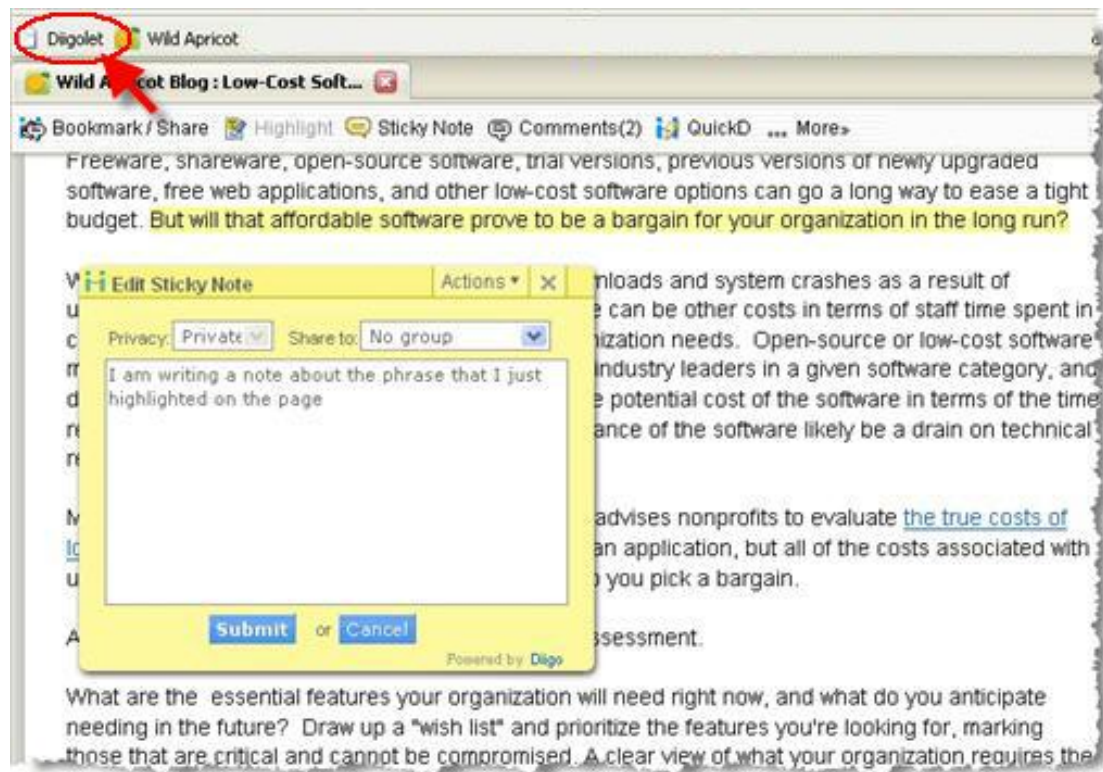 Diigolet Wild Apricot
Wild Apricot Blog : Low-Cost Soft...
Bookmark / Share Highlight Sticky Note Comments(2) QuickD ... More»
Freeware, shareware, open-source software, trial versions, previous versions of newly upgraded
software, free web applications, and other low-cost software options can go a long way to ease a tight
budget. But will that affordable software prove to be a bargain for your organization in the long run?
Edit Sticky Note Actions
Privacy: Private Share to: No group
I am writing a note about the phrase that I just
highlighted on the page
Submit or Cancel
Powered by Diigo
nloads and system crashes as a result of
can be other costs in terms of staff time spent in
ization needs. Open-source or low-cost software
industry leaders in a given software category, and
potential cost of the software in terms of the time
ance of the software likely be a drain on technical
advises nonprofits to evaluate the true costs of
an application, but all of the costs associated with
you pick a bargain.
ssessment.
What are the essential features your organization will need right now, and what do you anticipate
needing in the future? Draw up a "wish list" and prioritize the features you're looking for, marking
those that are critical and cannot be compromised. A clear view of what your organization requires the